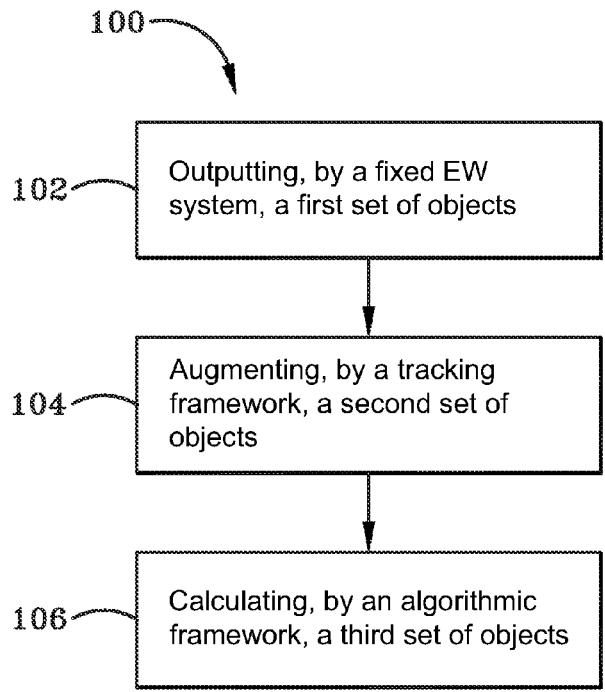 100
102
Outputting, by a fixed EW
system, a first set of objects
104
Augmenting, by a tracking
framework, a second set of
objects
106
Calculating, by an algorithmic
framework, a third set of objects